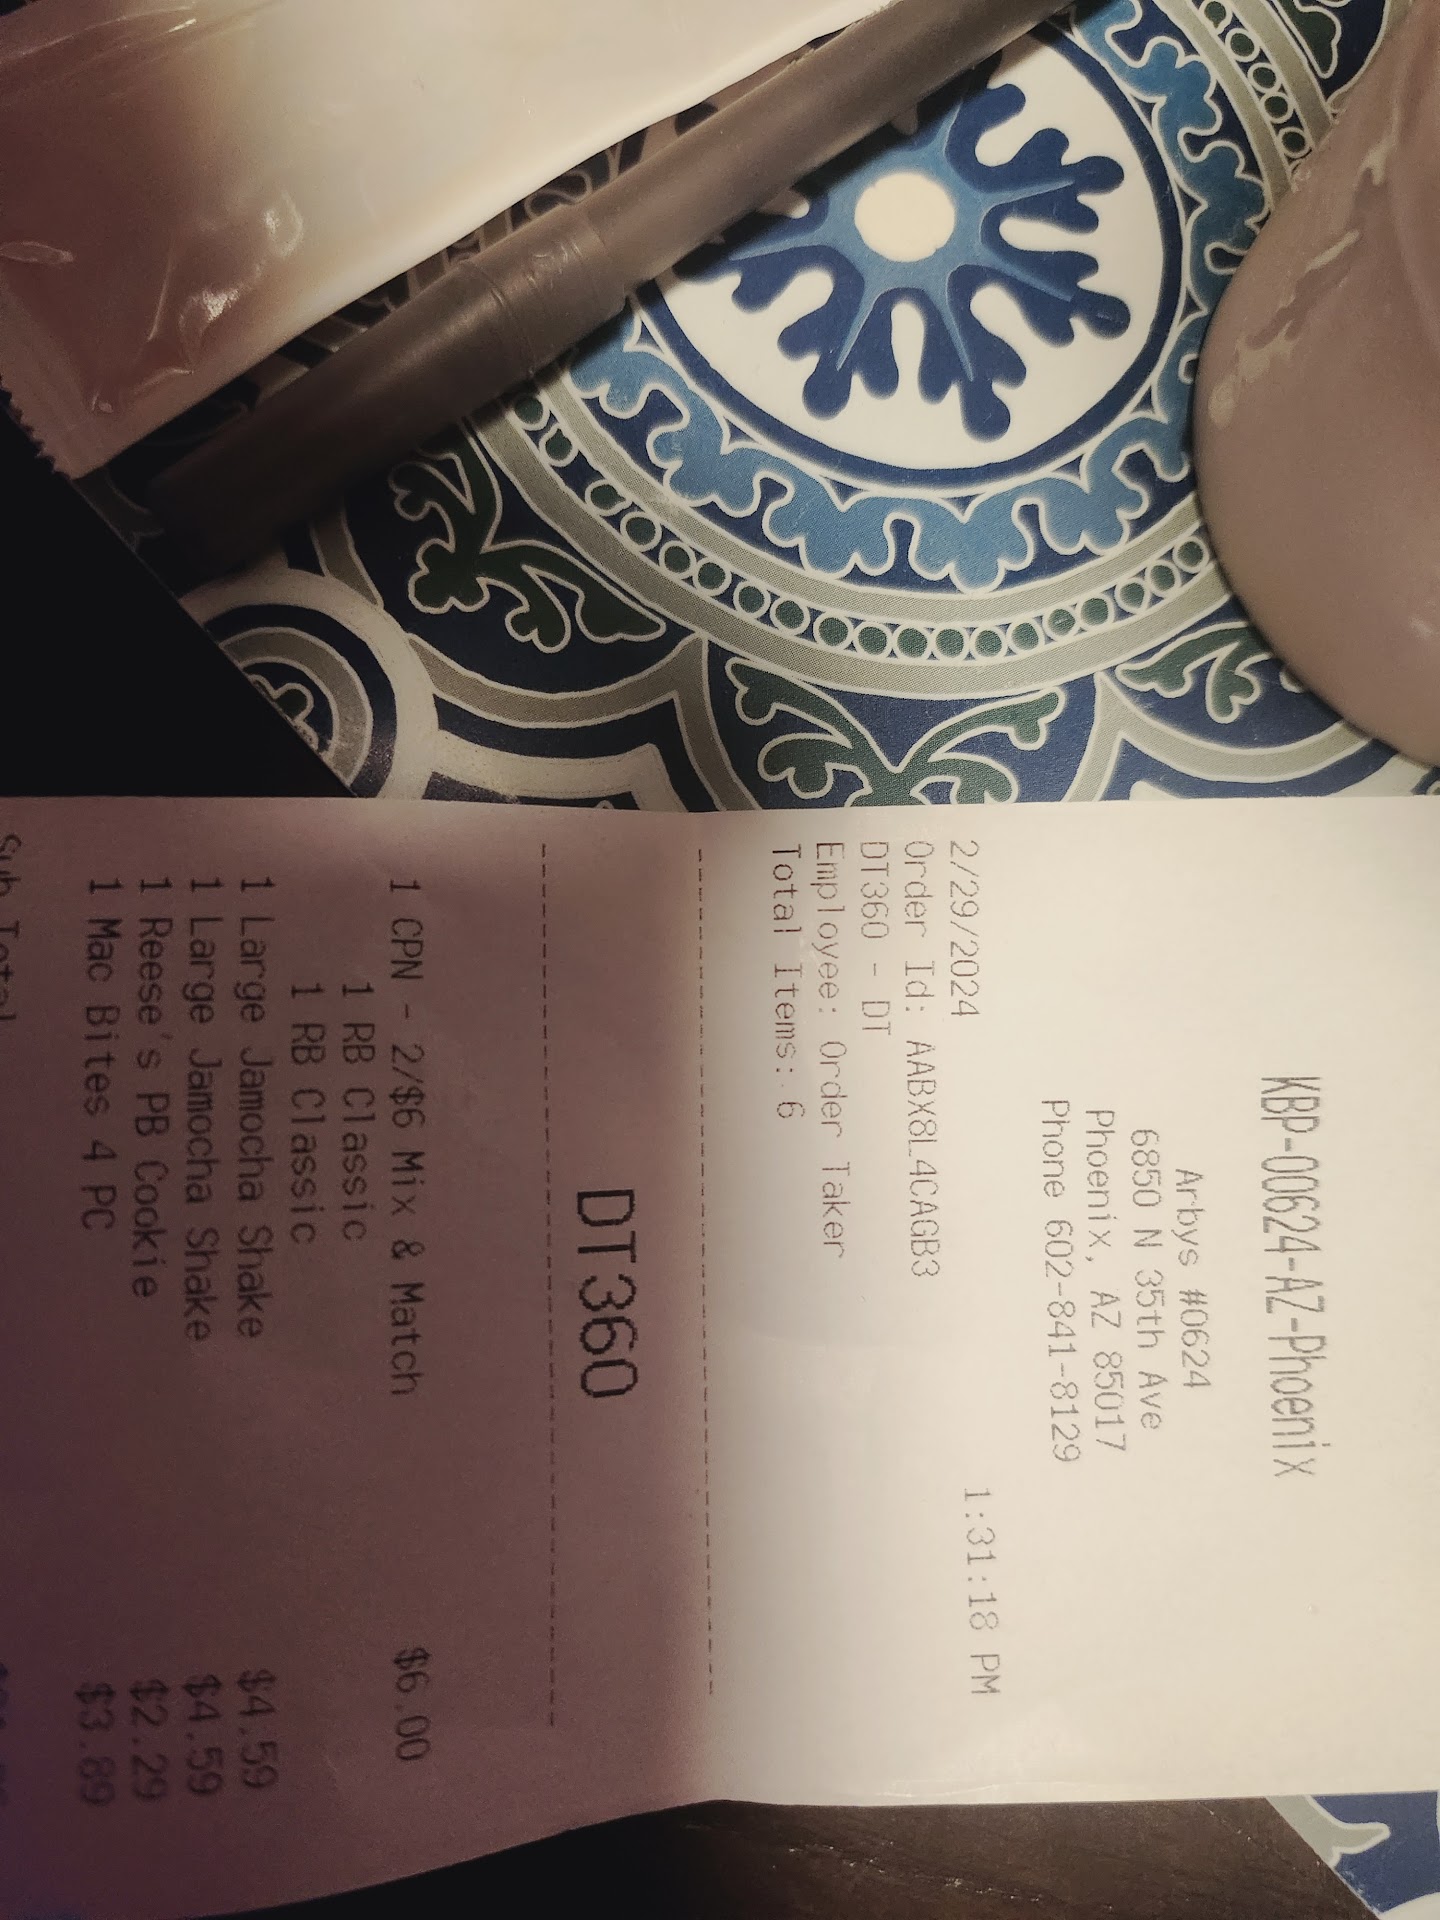 KBP-00624-AZ-Phoenix
Arbys #0624
6850 N 35th Ave
Phoenix, AZ 85017
Phone 602-841-8129
2/29/2024 1:31:18 PM
Order Id: AABX8L4CAGB3
DT360 - DT
Employee: Order Taker
Total Items: 6
DT360
1 CPN - 2/$6 Mix & Match $6.00
1 RB Classic
1 RB Classic
1 Large Jamocha Shake $4.59
1 Large Jamocha Shake $4.59
1 Reese's PB Cookie $2.29
1 Mac Bites 4 PC $3.89
Sub Total